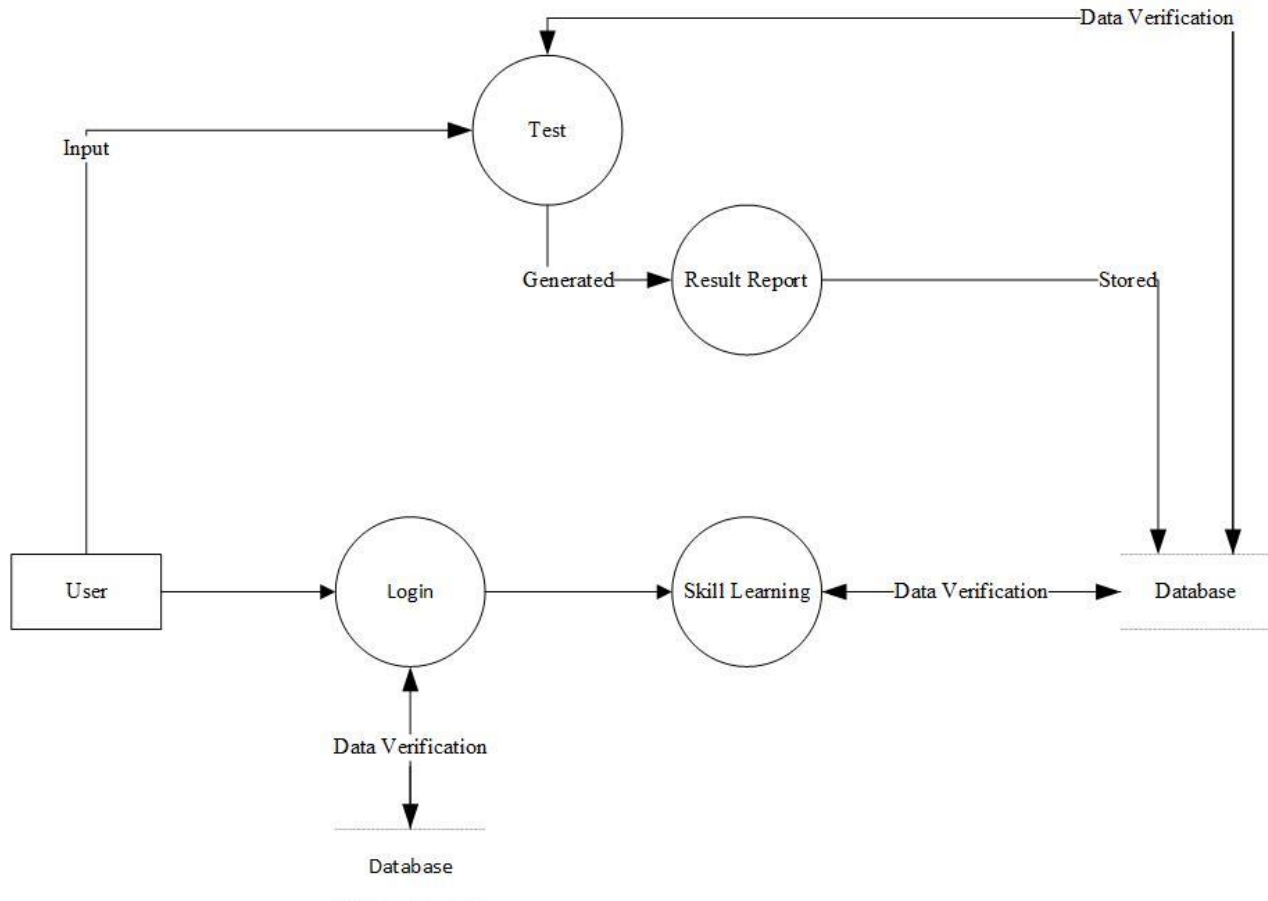 Data Verification
Test
Input
Generated
Result Report
Stored
User
Login
Skill Learning
Data Verification
Database
Data Verification
Database